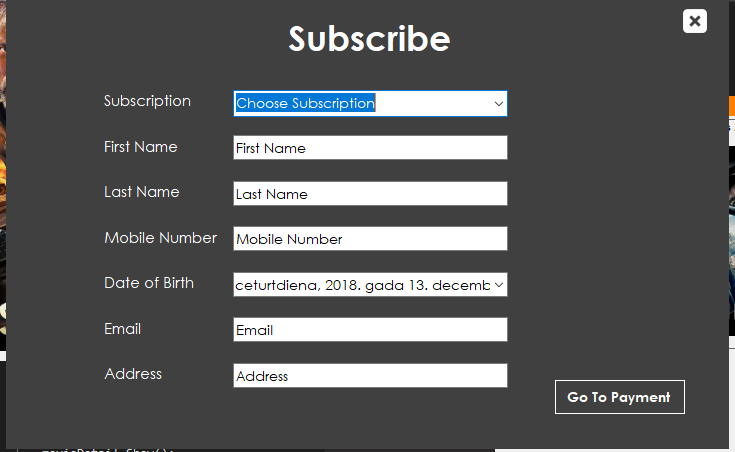 Subscribe
Subscription
Choose Subscription
First Name
First Name
Last Name
Last Name
Mobile Number
Mobile Number
Date of Birth
ceturtdiena, 2018. gada 13. decemb
Email
Email
Address
Address
Go To Payment